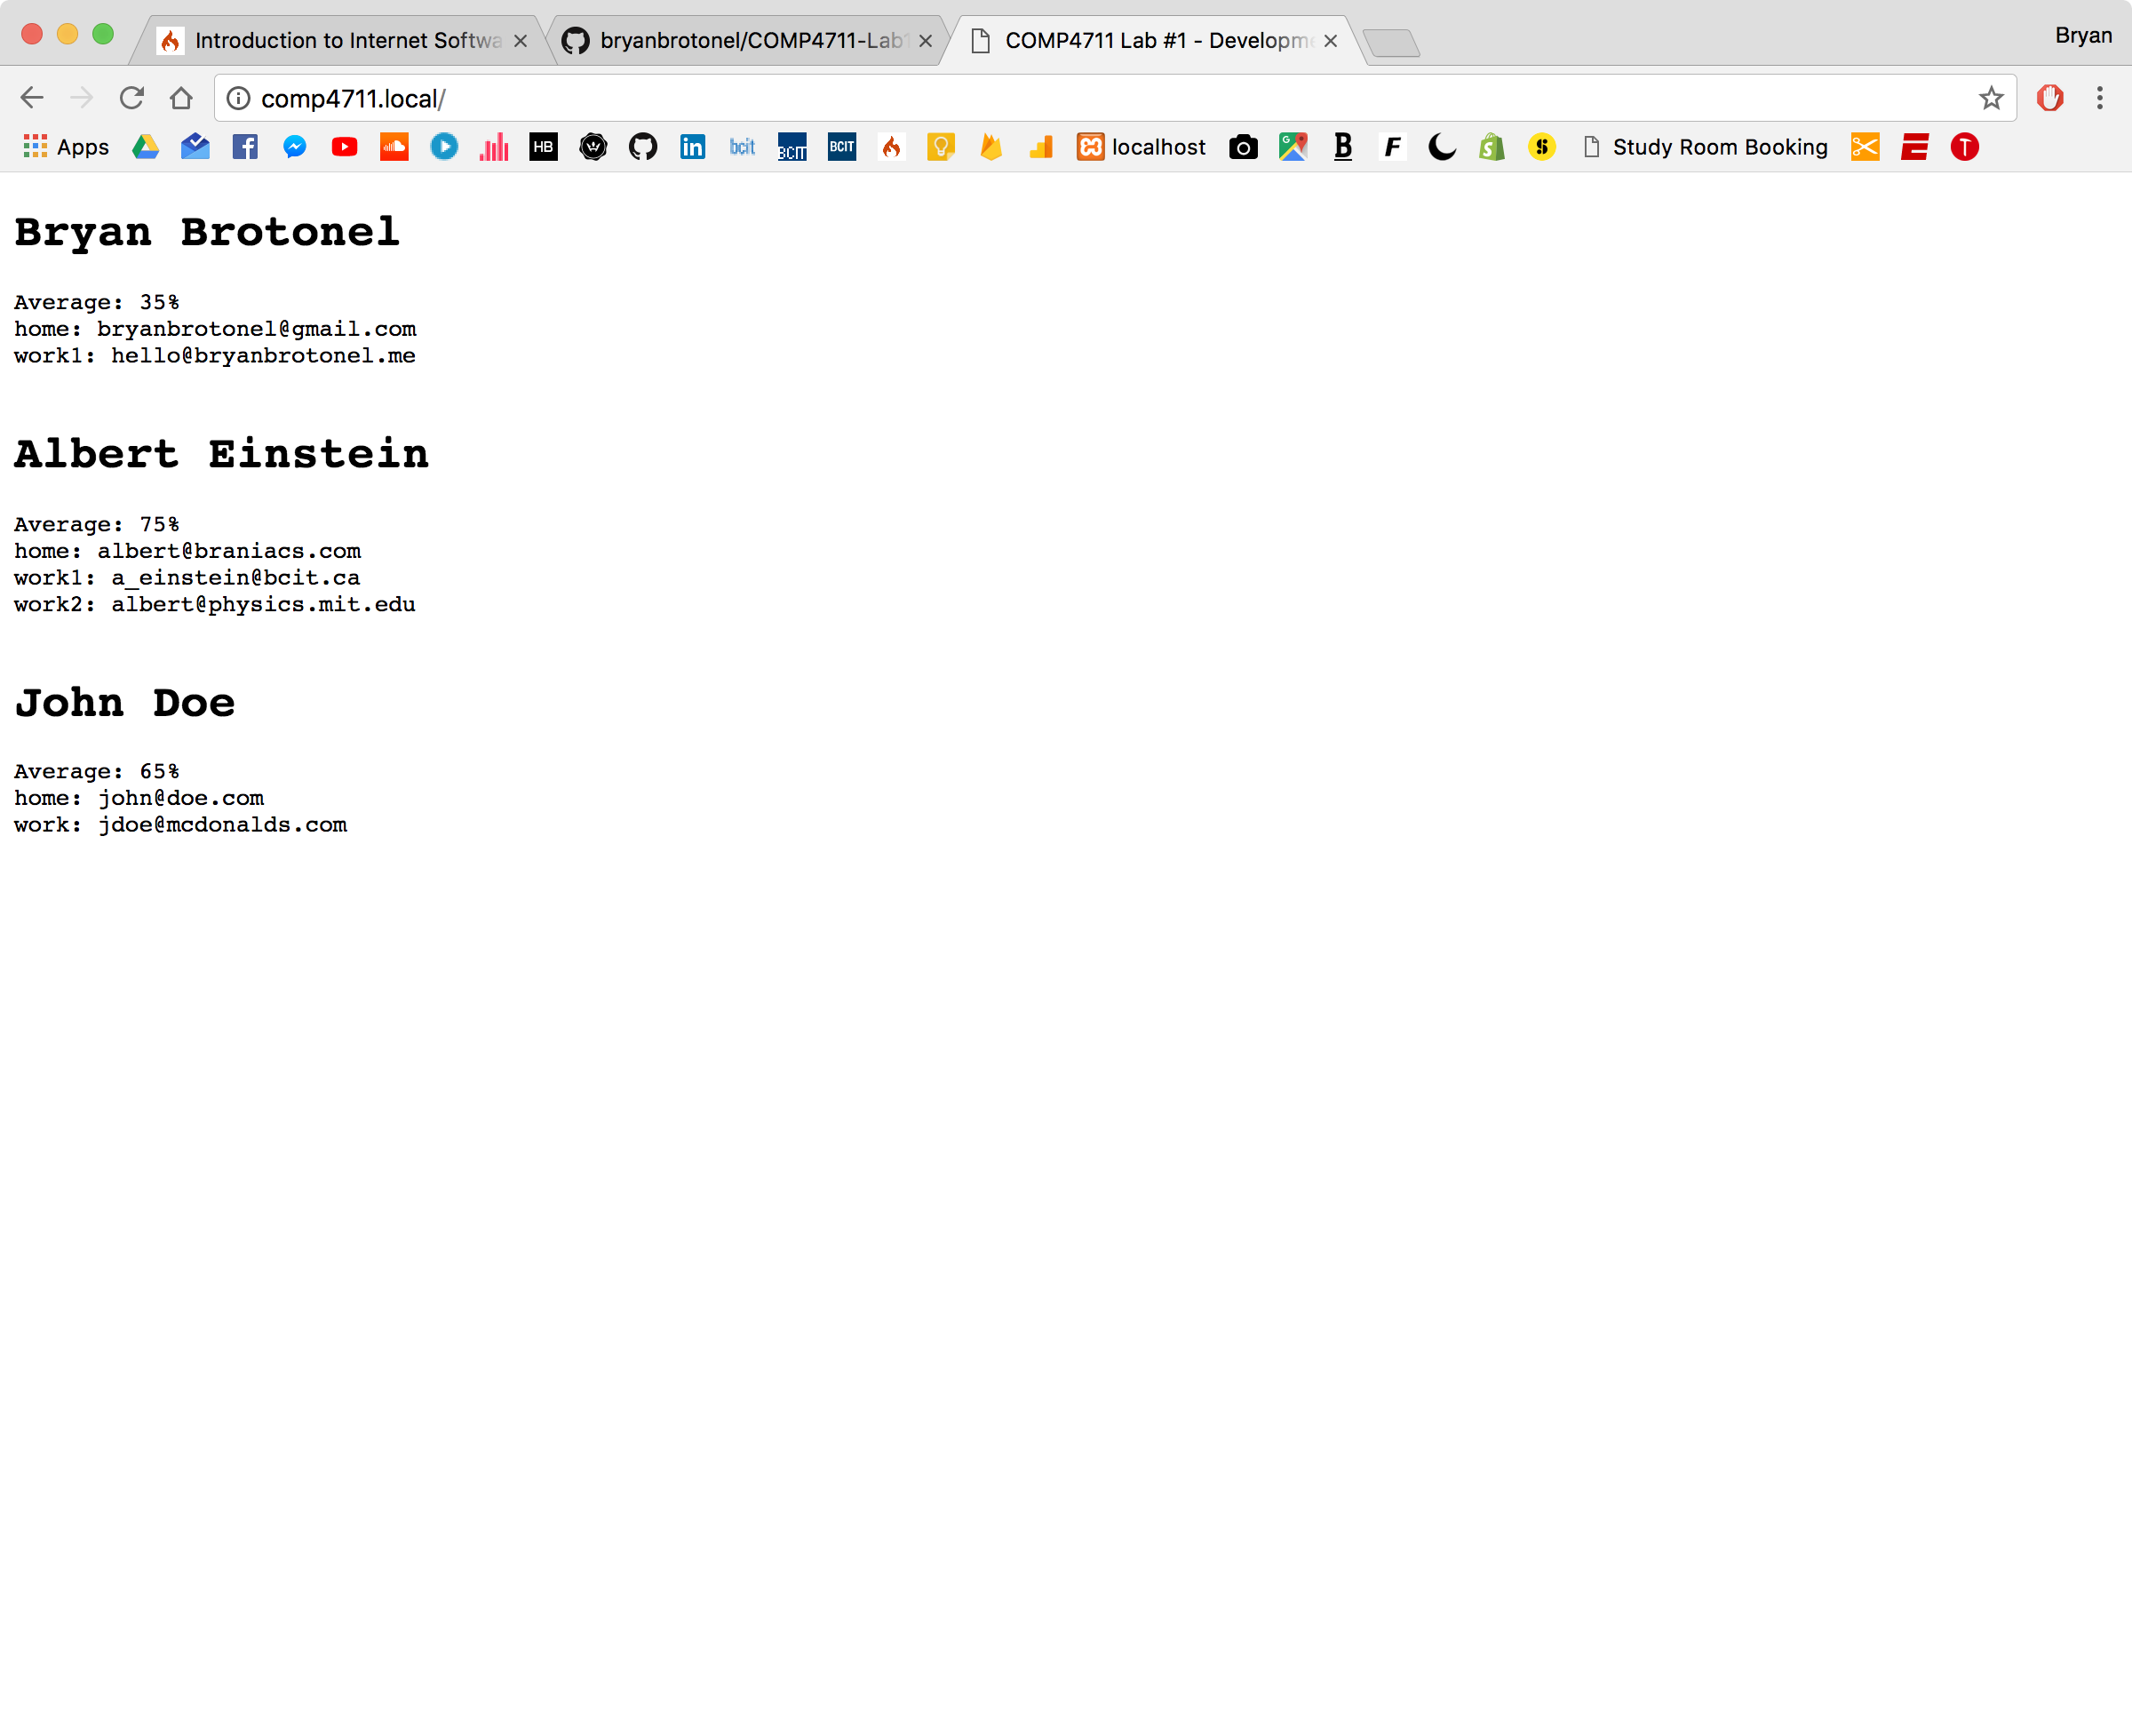 Introduction to Internet Softwa
bryanbrotonel/COMP4711-Lab1
COMP4711 Lab #1 - Developme
Bryan
comp4711.local/
Apps
HB
in
bcit
BCIT
BCIT
localhost
B
F
Study Room Booking
T
Bryan Brotonel
Average: 35%
home: bryanbrotonel@gmail.com
work1: hello@bryanbrotonel.me
Albert Einstein
Average: 75%
home: albert@braniacs.com
work1: a_einstein@bcit.ca
work2: albert@physics.mit.edu
John Doe
Average: 65%
home: john@doe.com
work: jdoe@mcdonalds.com